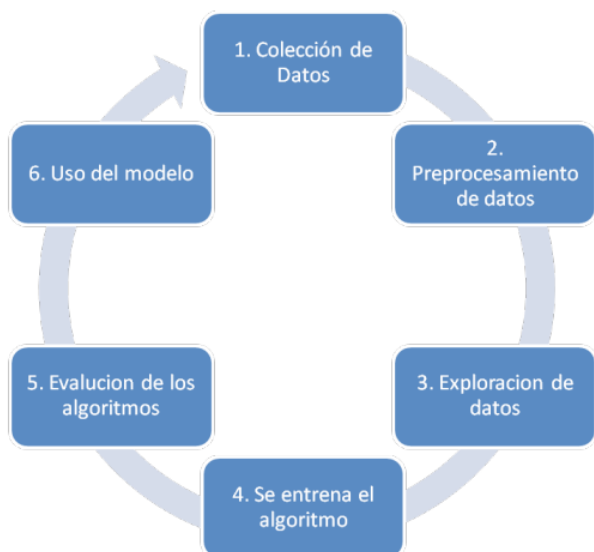 1. Colección de
Datos
2.
Preprocesamiento
de datos
3. Exploracion de
datos
4. Se entrena el
algoritmo
5. Evalucion de los
algoritmos
6. Uso del modelo